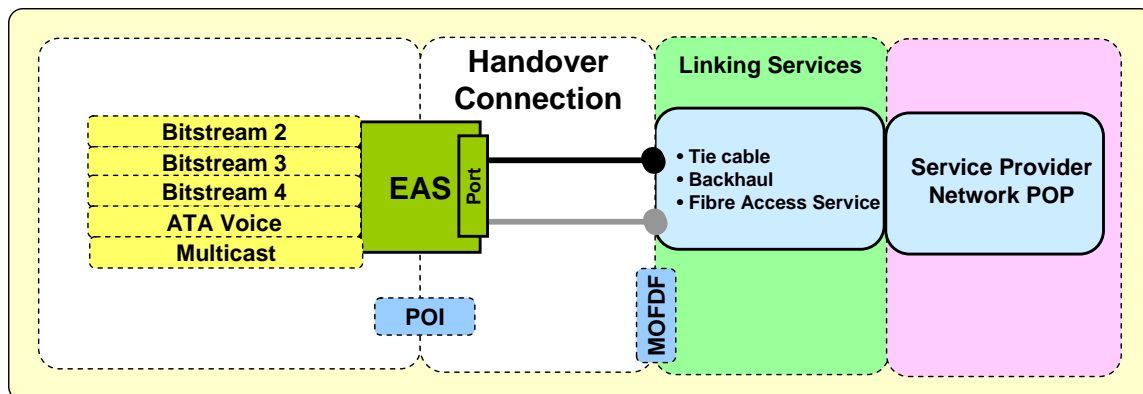 Handover
Connection
Linking Services
Bitstream 2
Bitstream 3
Bitstream 4
ATA Voice
Multicast
EAS
Port
• Tie cable
• Backhaul
• Fibre Access Service
Service Provider
Network POP
POI
MOFDF